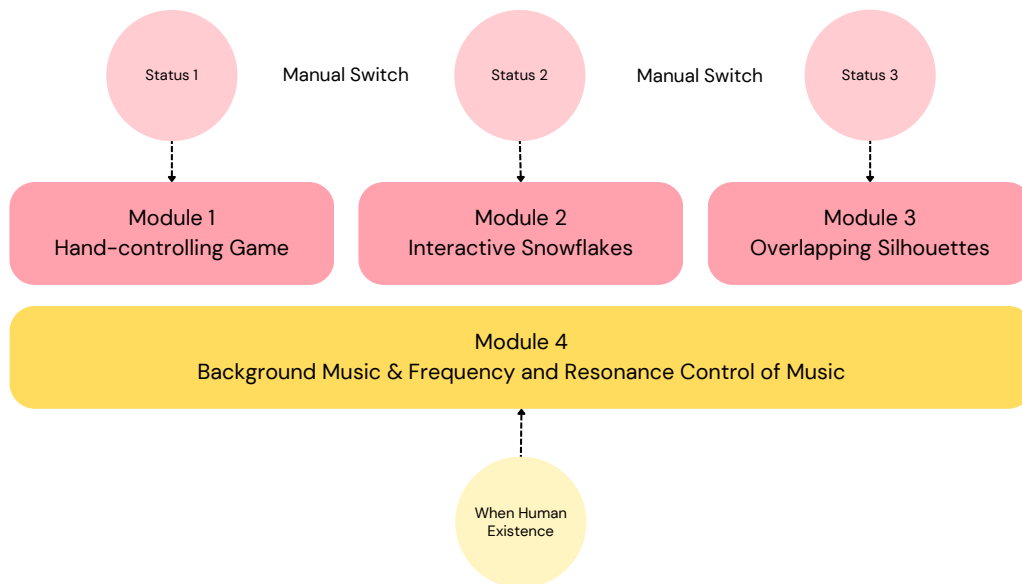 Status 1
Manual Switch
Status 2
Manual Switch
Status 3
Module 1
Hand-controlling Game
Module 2
Interactive Snowflakes
Module 3
Overlapping Silhouettes
Module 4
Background Music & Frequency and Resonance Control of Music
When Human
Existence